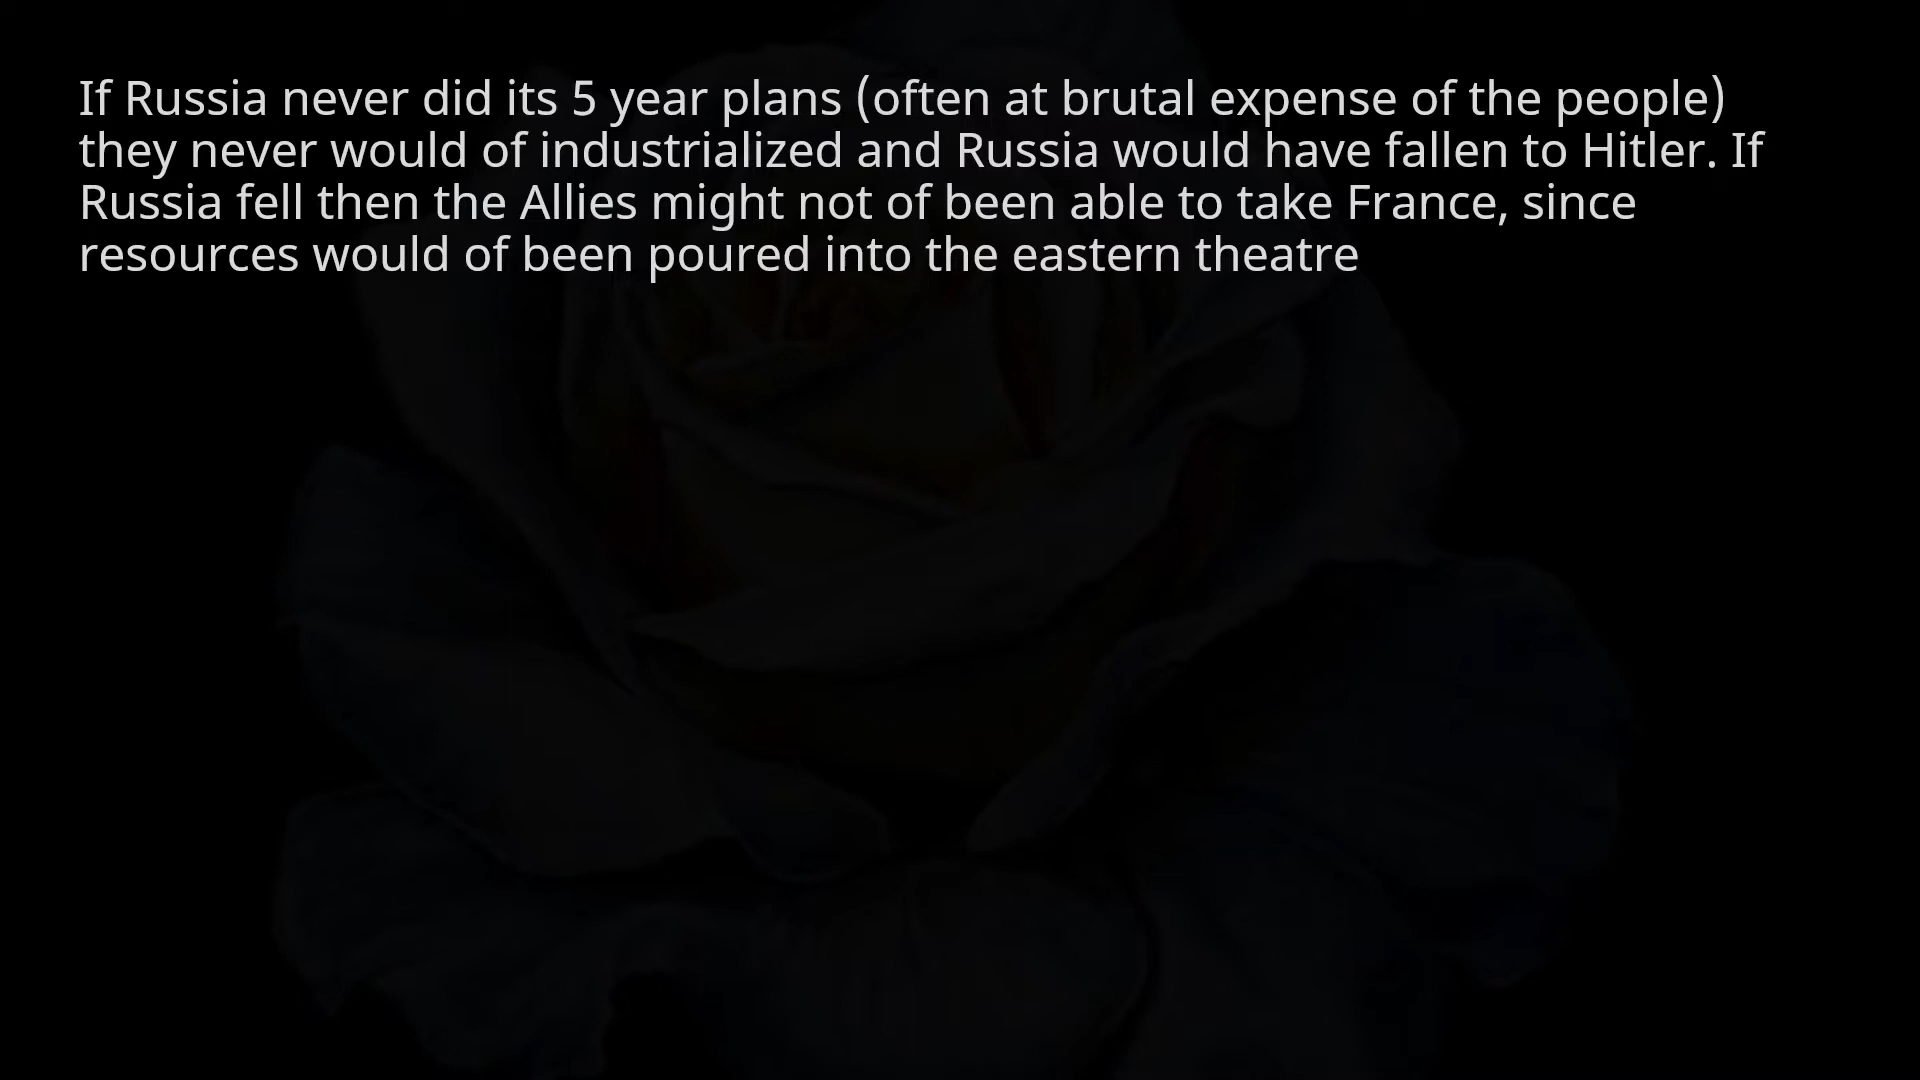 If Russia never did its 5 year plans (often at brutal expense of the people)
they never would of industrialized and Russia would have fallen to Hitler. If
Russia fell then the Allies might not of been able to take France, since
resources would of been poured into the eastern theatre